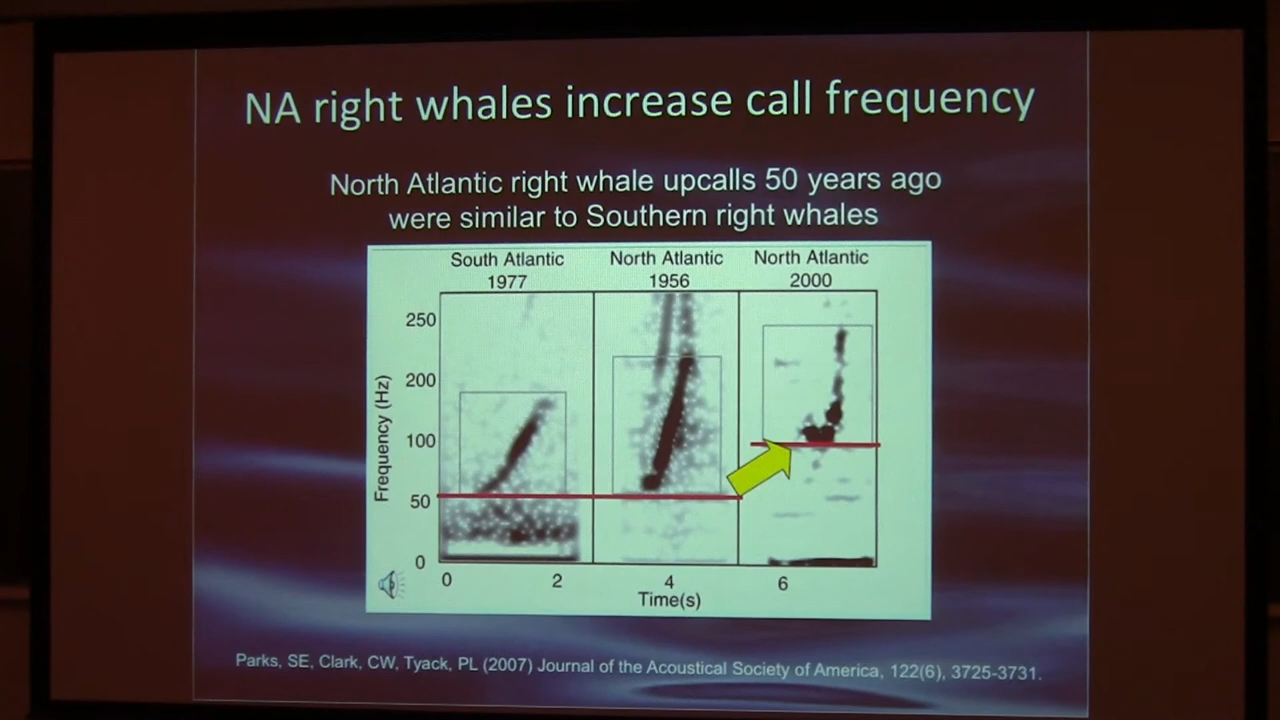 NA right whales increase call frequency
North Atlantic right whale upcalls 50 years ago
were similar to Southern right whales
South Atlantic
1977
North Atlantic
1956
North Atlantic
2000
250
200
100
50
0
Frequency (Hz)
0
2
4
6
Time(s)
Parks, SE, Clark, CW, Tyack, PL (2007) Journal of the Acoustical Society of America, 122(6), 3725-3731.